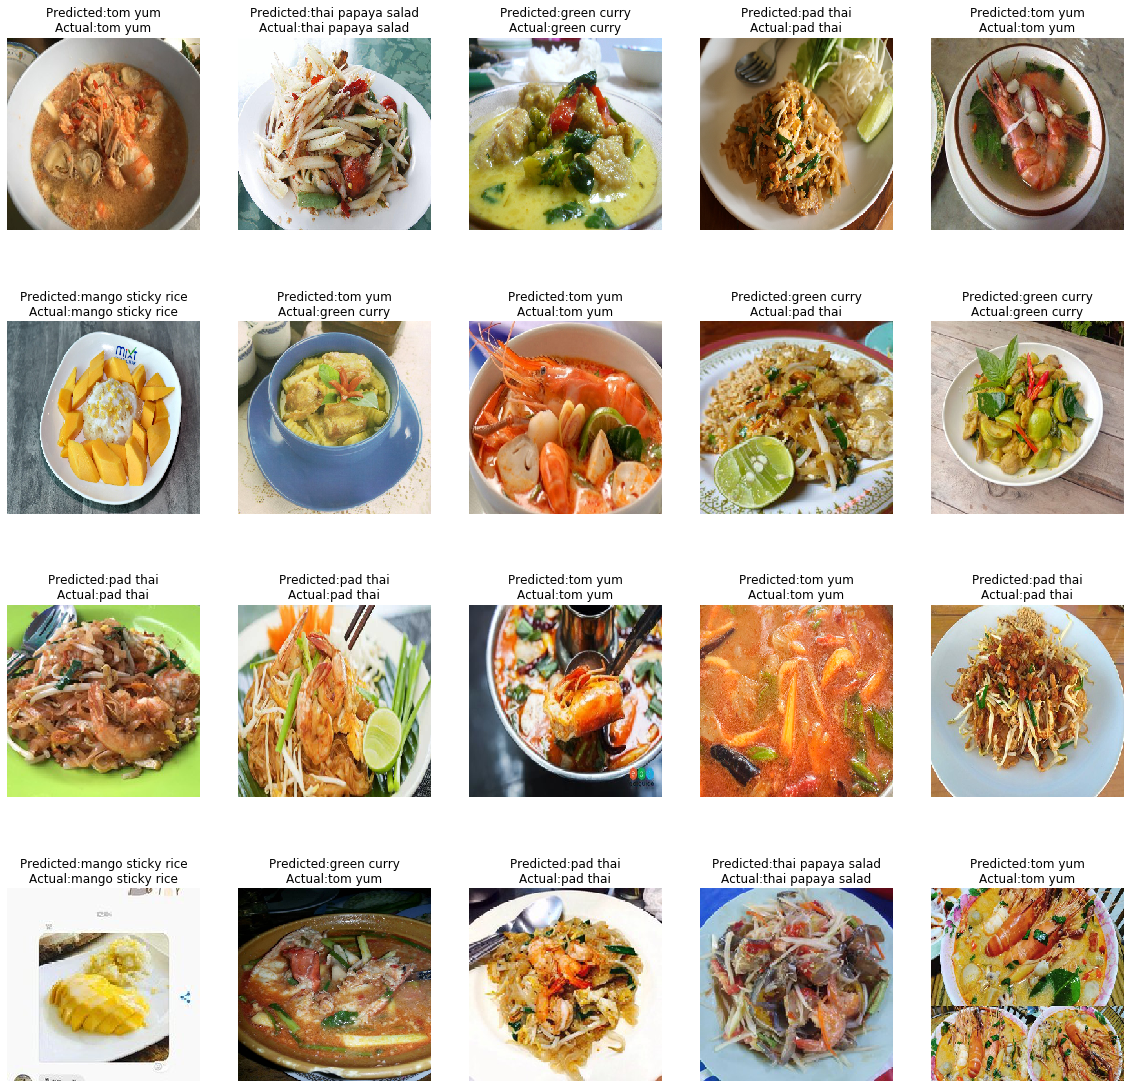 Predicted:tom yum
Actual:tom yum
Predicted:thai papaya salad
Actual:thai papaya salad
Predicted:green curry
Actual:green curry
Predicted:pad thai
Actual:pad thai
Predicted:tom yum
Actual:tom yum
Predicted:mango sticky rice
Actual:mango sticky rice
Predicted:tom yum
Actual:green curry
Predicted:tom yum
Actual:tom yum
Predicted:green curry
Actual:pad thai
Predicted:green curry
Actual:green curry
mixt
Predicted:pad thai
Actual:pad thai
Predicted:pad thai
Actual:pad thai
Predicted:tom yum
Actual:tom yum
Predicted:tom yum
Actual:tom yum
Predicted:pad thai
Actual:pad thai
Predicted:mango sticky rice
Actual:mango sticky rice
Predicted:green curry
Actual:tom yum
Predicted:pad thai
Actual:pad thai
Predicted:thai papaya salad
Actual:thai papaya salad
Predicted:tom yum
Actual:tom yum